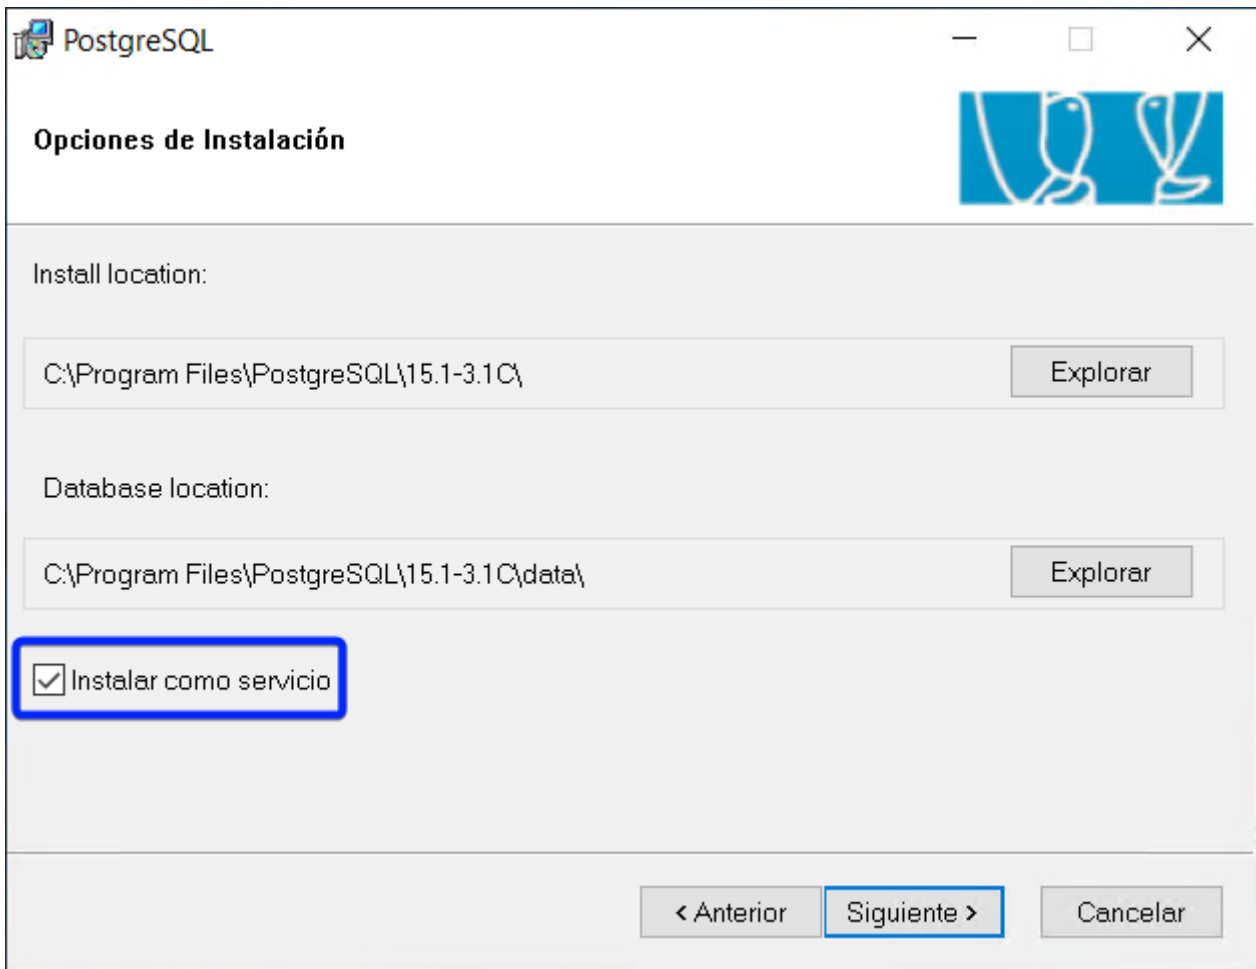 PostgreSQL
Opciones de Instalación
Install location:
C:\Program Files\PostgreSQL\15.1-3.1C\
Explorar
Database location:
C:\Program Files\PostgreSQL\15.1-3.1C\data\
Explorar
Instalar como servicio
< Anterior
Siguiente >
Cancelar